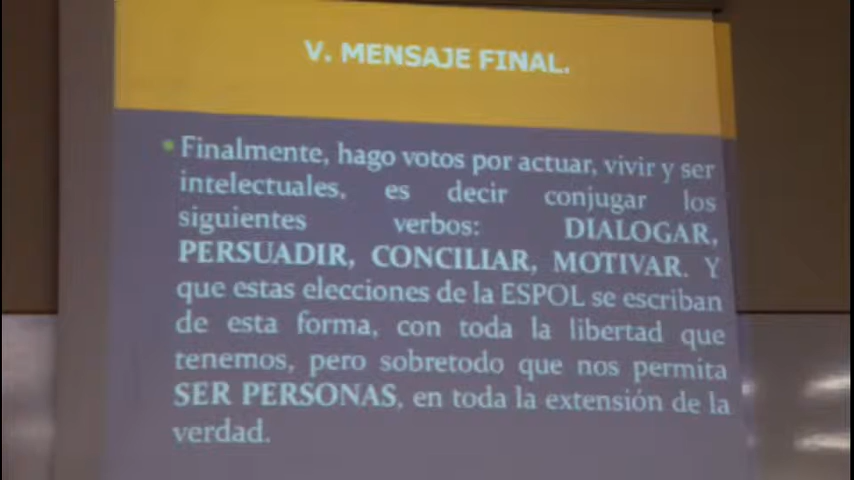 V. MENSAJE FINAL.
Finalmente, hago votos por actuar, vivir y ser
intelectuales, es decir conjugar los
siguientes verbos: DIALOGAR,
PERSUADIR, CONCILIAR, MOTIVAR. Y
que estas elecciones de la ESPOL se escriban
de esta forma, con toda la libertad que
tenemos, pero sobretodo que nos permita
SER PERSONAS, en toda la extensión de la
verdad.